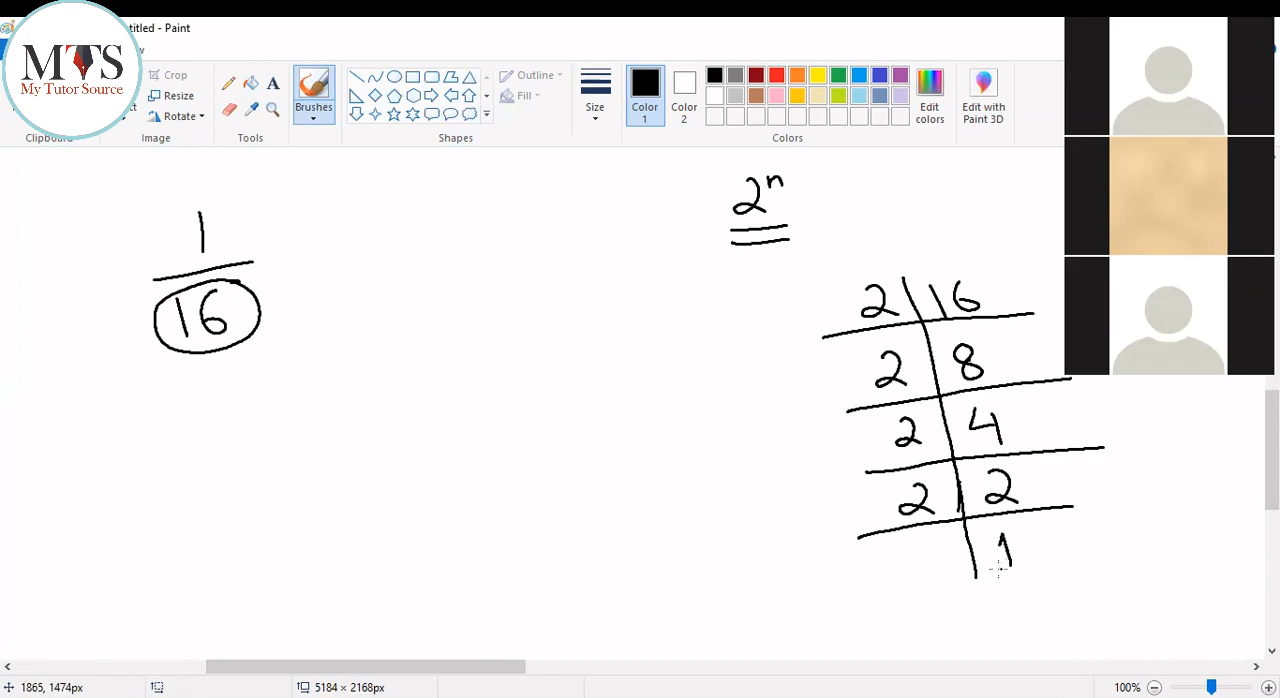 Untitled - Paint
MTS
My Tutor Source
Crop
Resize
Rotate
Clipboard
Image
Tools
Brushes
Shapes
Outline
Fill
Size
Color 1
Color 2
Colors
Edit colors
Edit with Paint 3D
1
16
2ⁿ
2 16
2 8
2 4
2 2
1
1865, 1474px
5184 × 2168px
100%